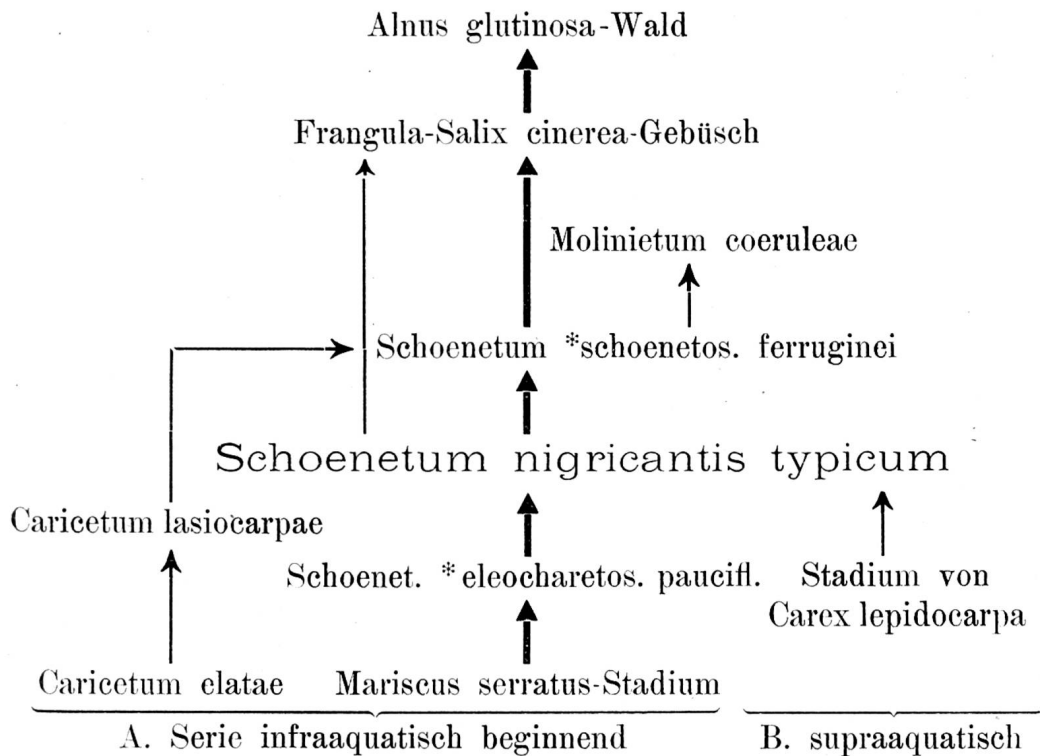 Alnus glutinosa-Wald
Frangula-Salix cinerea-Gebüsch
Molinietum coeruleae
Schoenetum *schoenetos. ferruginei
Schoenetum nigricantis typicum
Caricetum lasiocarpae
Schoenet. *eleocharetos. paucifl.
Stadium von
Carex lepidocarpa
Caricetum elatae
Mariscus serratus-Stadium
A. Serie infraaquatisch beginnend
B. supraaquatisch